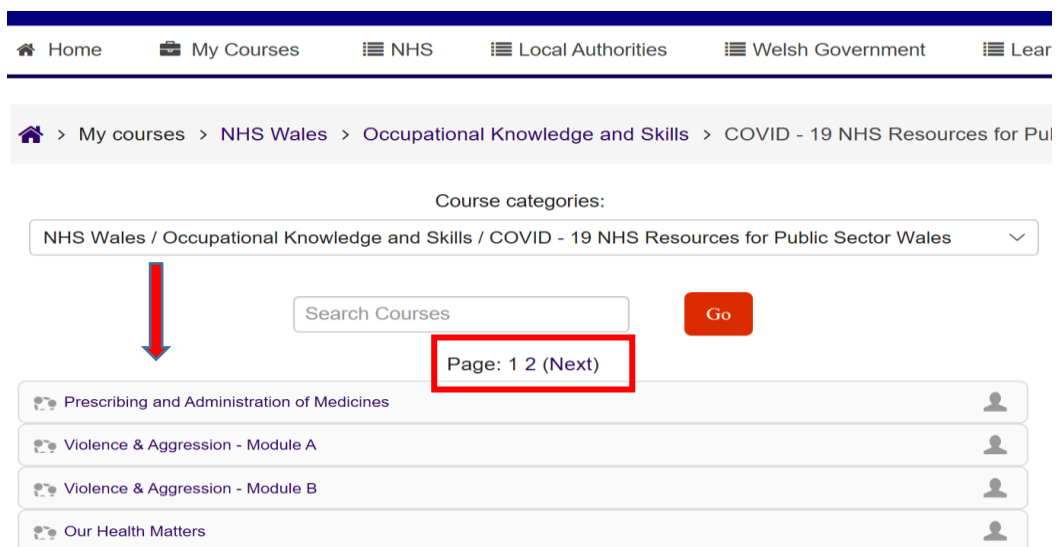 Home My Courses NHS Local Authorities Welsh Government Lear
> My courses > NHS Wales > Occupational Knowledge and Skills > COVID - 19 NHS Resources for Pul
Course categories:
NHS Wales / Occupational Knowledge and Skills / COVID - 19 NHS Resources for Public Sector Wales
Search Courses Go
Page: 1 2 (Next)
Prescribing and Administration of Medicines
Violence & Aggression - Module A
Violence & Aggression - Module B
Our Health Matters